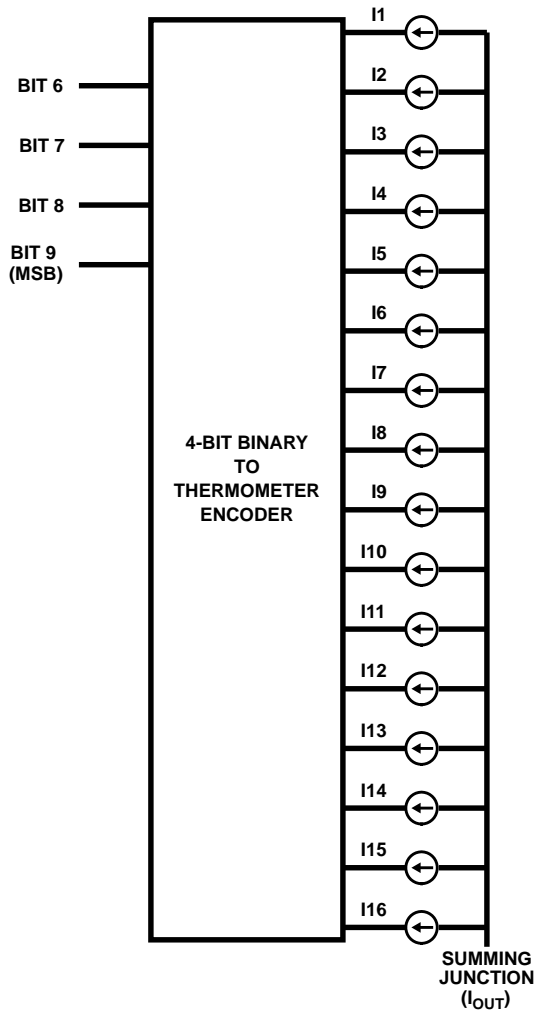 BIT 6
BIT 7
BIT 8
BIT 9
(MSB)
4-BIT BINARY
TO
THERMOMETER
ENCODER
I1
I2
I3
I4
I5
I6
I7
I8
I9
I10
I11
I12
I13
I14
I15
I16
SUMMING
JUNCTION
(IOUT)